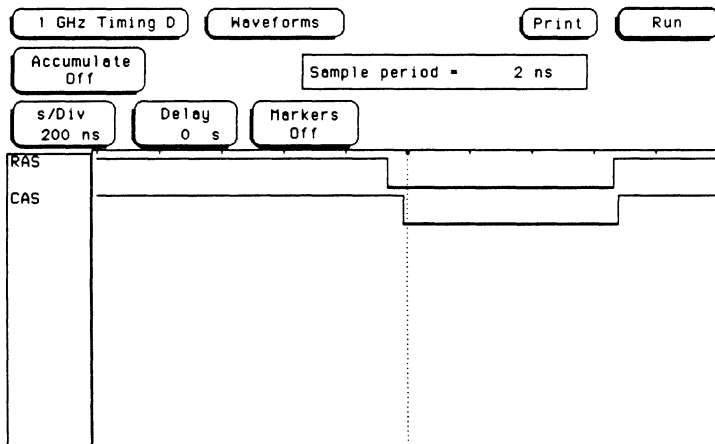 1 GHz Timing D Waveforms Print Run
Accumulate
Off
Sample period = 2 ns
s/Div
200 ns
Delay
0 s
Markers
Off
RAS
CAS